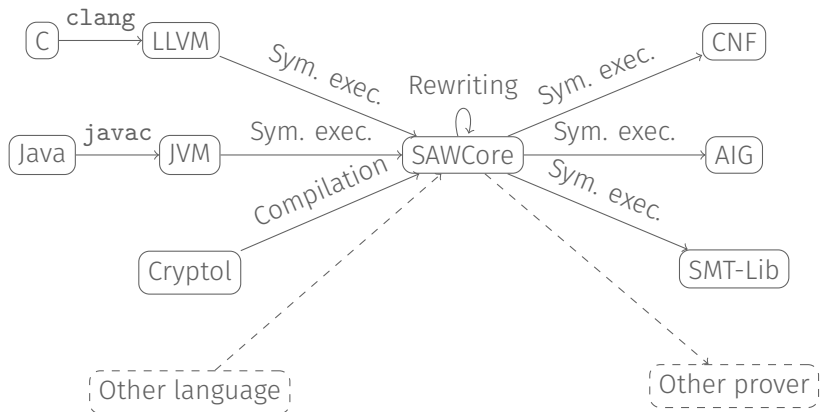 clang
C
LLVM
CNF
Sym. exec.
Rewriting
Sym. exec.
javac
Java
JVM
Sym. exec.
SAWCore
Sym. exec.
AIG
Compilation
Sym. exec.
Cryptol
SMT-Lib
Other language
Other prover